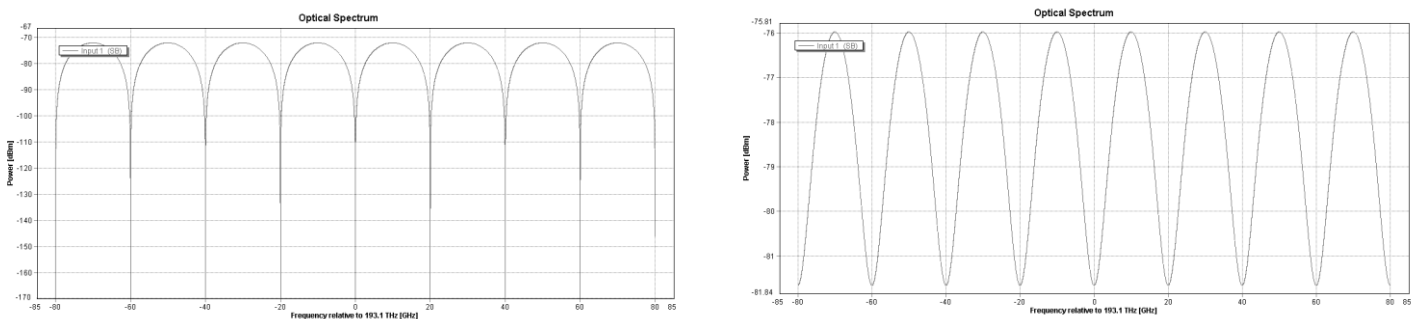 Optical Spectrum
-67
-70
-80
-90
-100
-110
-120
-130
-140
-150
-160
-170
Power [dBm]
Input 1 (SB)
-85 -80 -60 -40 -20 0 20 40 60 80 85
Frequency relative to 193.1 THz [GHz]
Optical Spectrum
-75.81
-76
-77
-78
-79
-80
-81
-81.84
Power [dBm]
Input 1 (SB)
-85 -80 -60 -40 -20 0 20 40 60 80 85
Frequency relative to 193.1 THz [GHz]